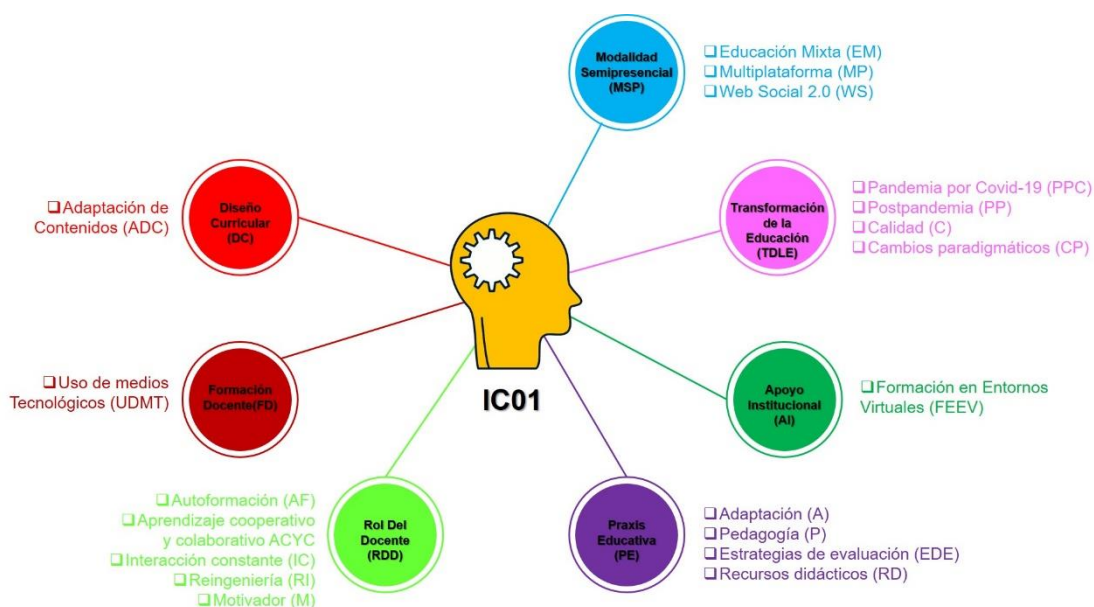 Modalidad
Semipresencial
(MSP)
❑Educación Mixta (EM)
❑Multiplataforma (MP)
❑Web Social 2.0 (WS)
Transformación
de la
Educación
(TDLE)
❑Pandemia por Covid-19 (PPC)
❑Postpandemia (PP)
❑Calidad (C)
❑Cambios paradigmáticos (CP)
❑Adaptación de
Contenidos (ADC)
Diseño
Curricular
(DC)
❑Uso de medios
Tecnológicos (UDMT)
Formación
Docente(FD)
IC01
Apoyo
Institucional
(AI)
❑Formación en Entornos
Virtuales (FEEV)
❑Autoformación (AF)
❑Aprendizaje cooperativo
y colaborativo ACYC
❑Interacción constante (IC)
❑Reingeniería (RI)
❑Motivador (M)
Rol Del
Docente
(RDD)
Praxis
Educativa
(PE)
❑Adaptación (A)
❑Pedagogía (P)
❑Estrategias de evaluación (EDE)
❑Recursos didácticos (RD)